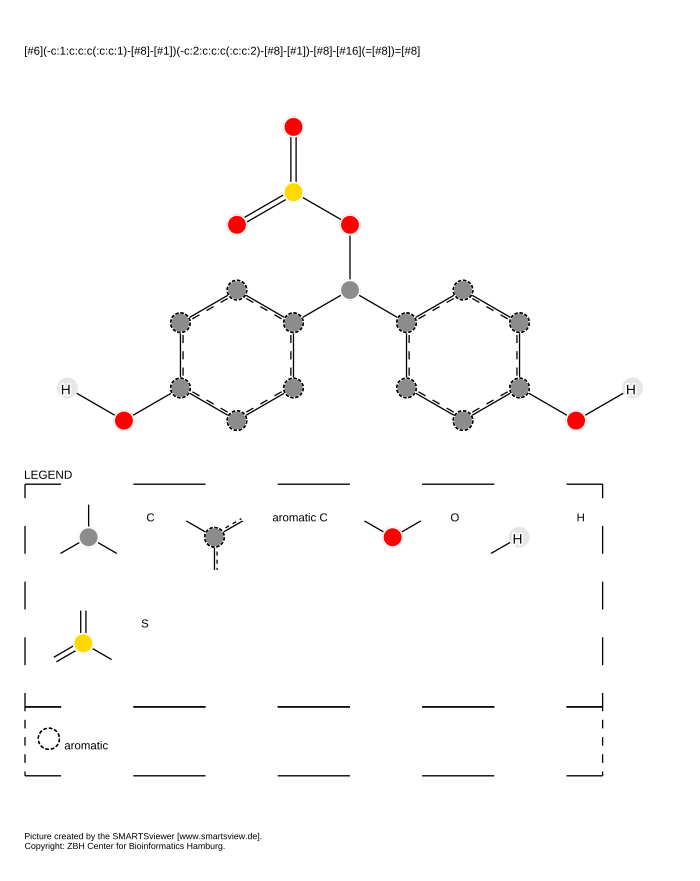 [#6](-c:1:c:c:c(:c:c:1)-[#8]-[#1])(-c:2:c:c:c(:c:c:2)-[#8]-[#1])-[#8]-[#16](=[#8])=[#8]
H H
LEGEND
C aromatic C O H H
S
aromatic
Picture created by the SMARTSviewer [www.smartsview.de].
Copyright: ZBH Center for Bioinformatics Hamburg.